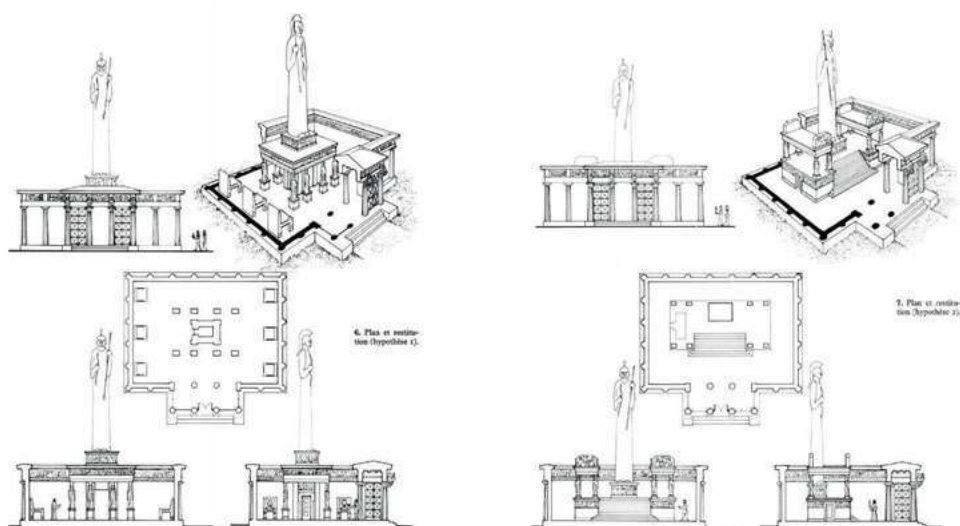 6. Plan et restitu-
tion (hypothèse 1).
7. Plan et restitu-
tion (hypothèse 2).